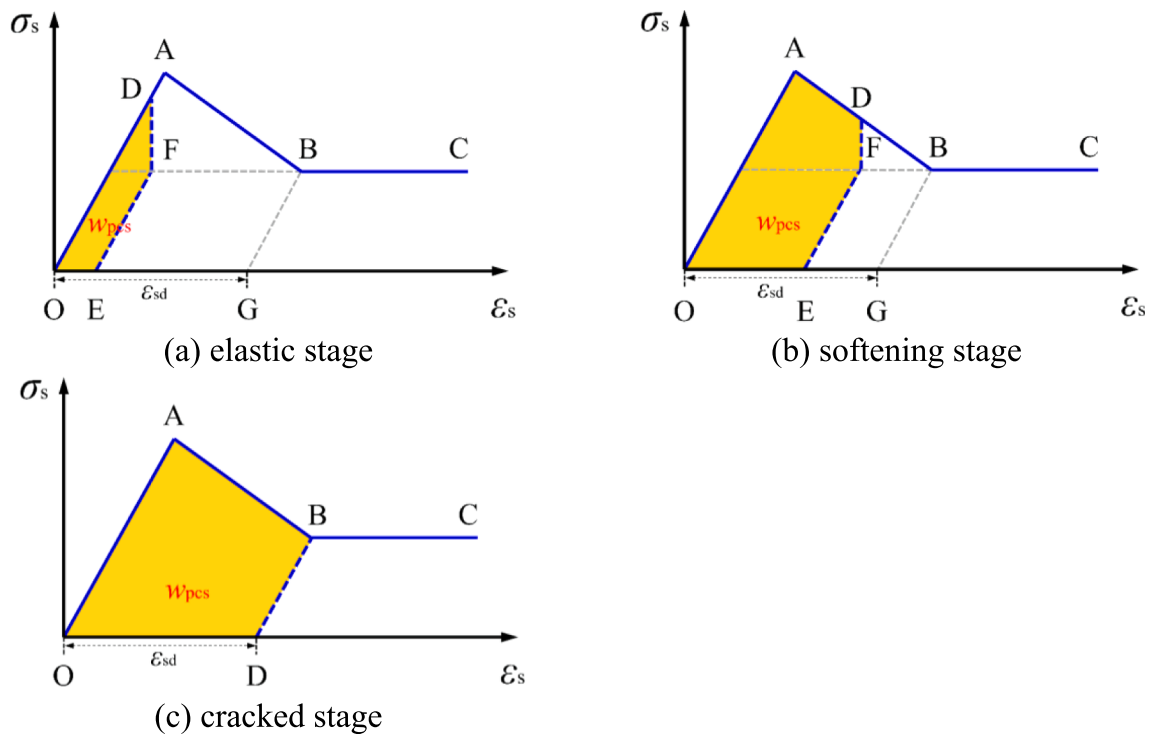 σs
A
D
F
B
C
wpcs
εsd
O E G εs
(a) elastic stage
σs
A
D
F
B
C
wpcs
εsd
O E G εs
(b) softening stage
σs
A
B
C
wpcs
εsd
O D εs
(c) cracked stage